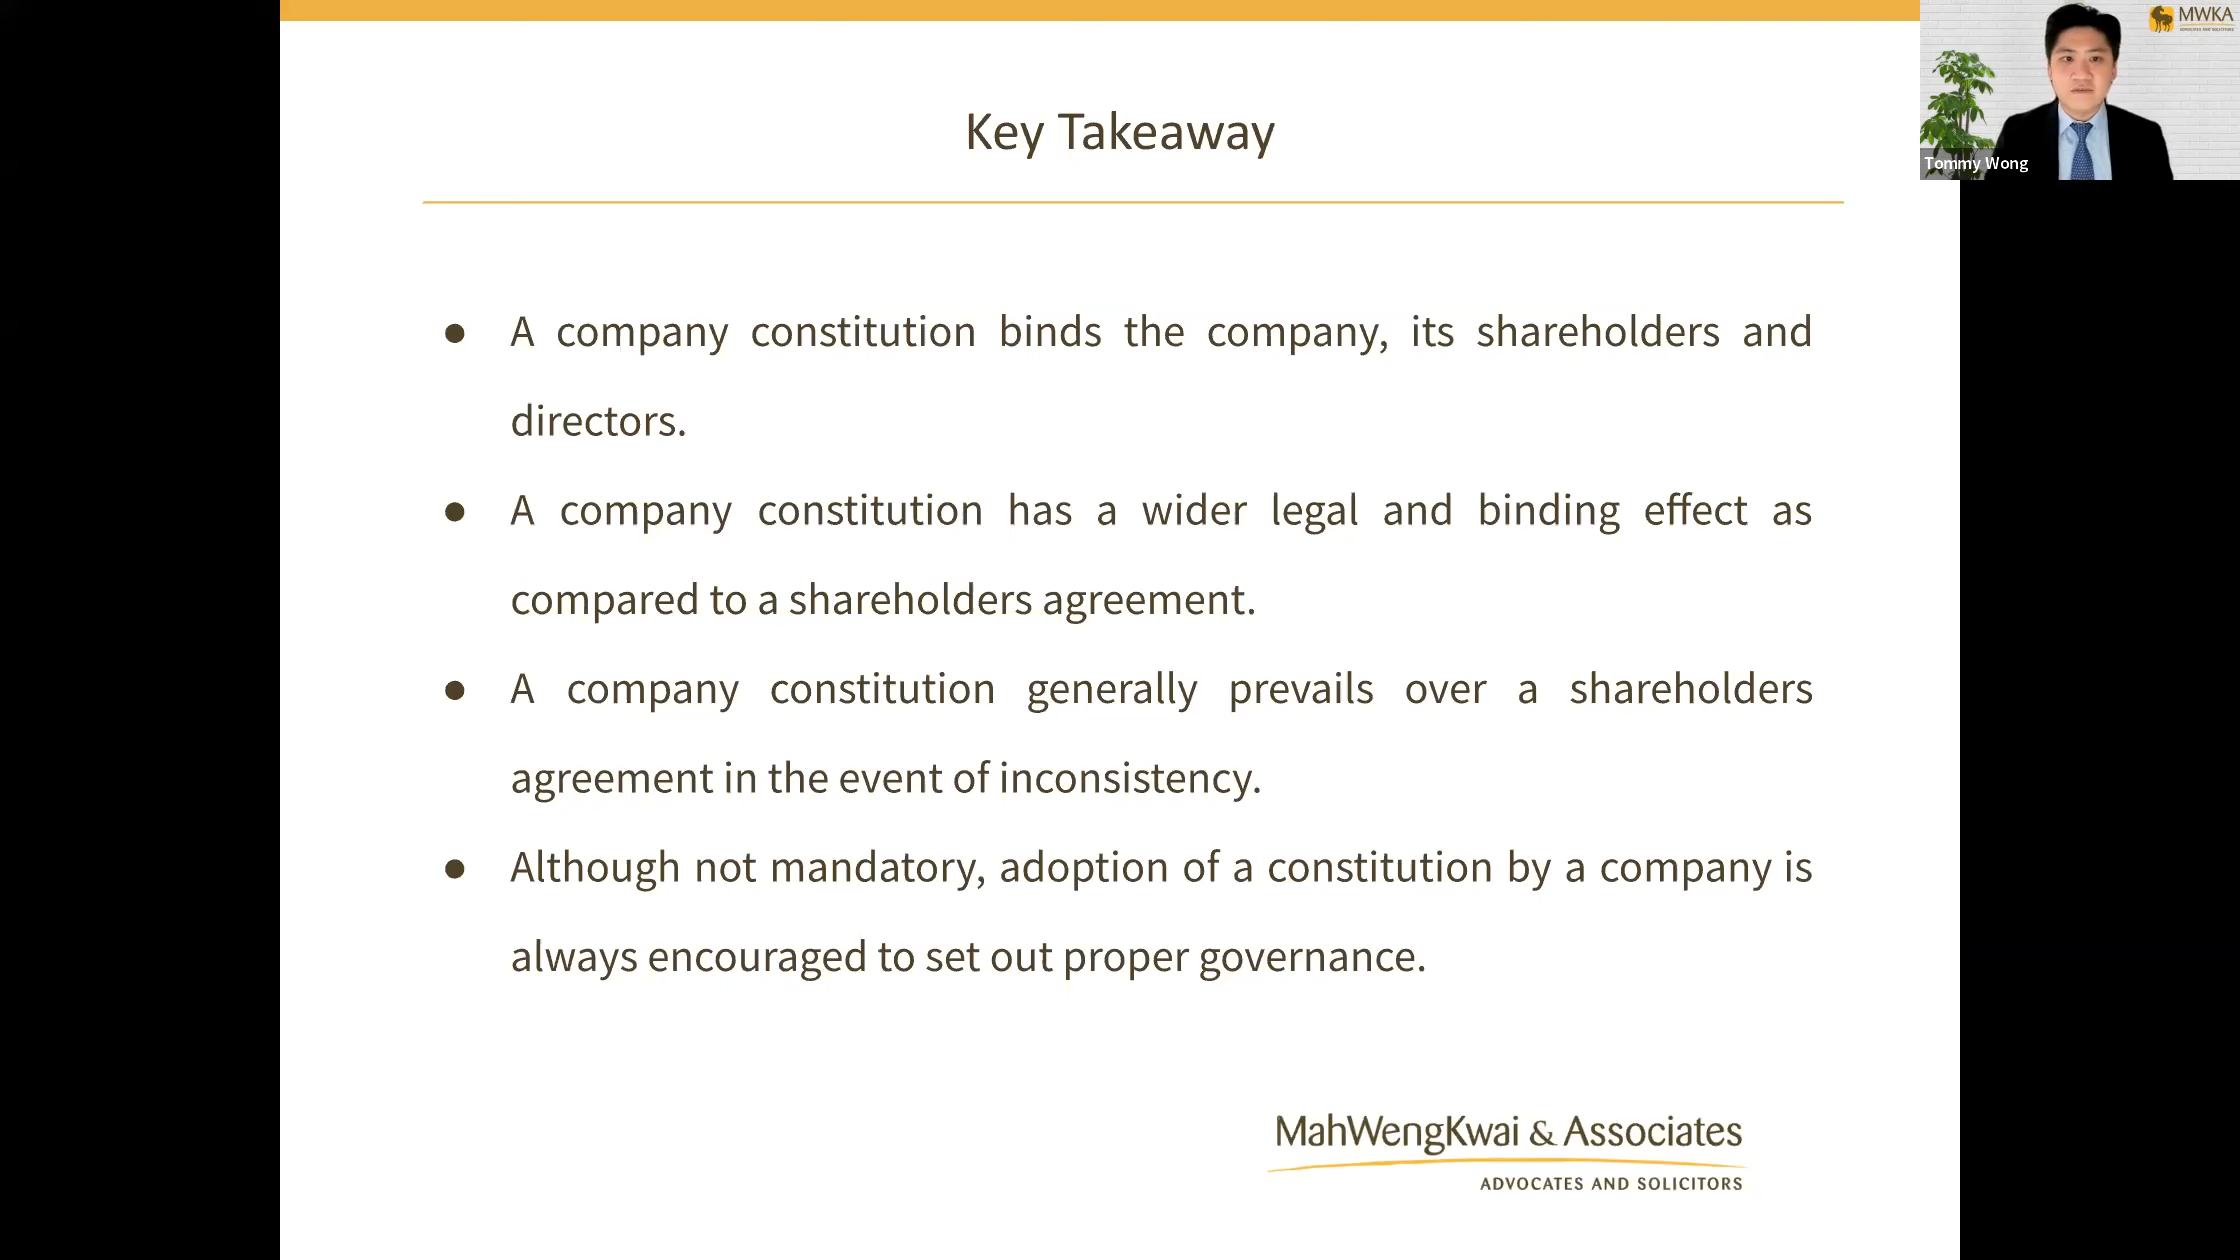 Key Takeaway
MWKA
ADVOCATES AND SOLICITORS
Tommy Wong
● A company constitution binds the company, its shareholders and
directors.
● A company constitution has a wider legal and binding effect as
compared to a shareholders agreement.
● A company constitution generally prevails over a shareholders
agreement in the event of inconsistency.
● Although not mandatory, adoption of a constitution by a company is
always encouraged to set out proper governance.
MahWengKwai & Associates
ADVOCATES AND SOLICITORS